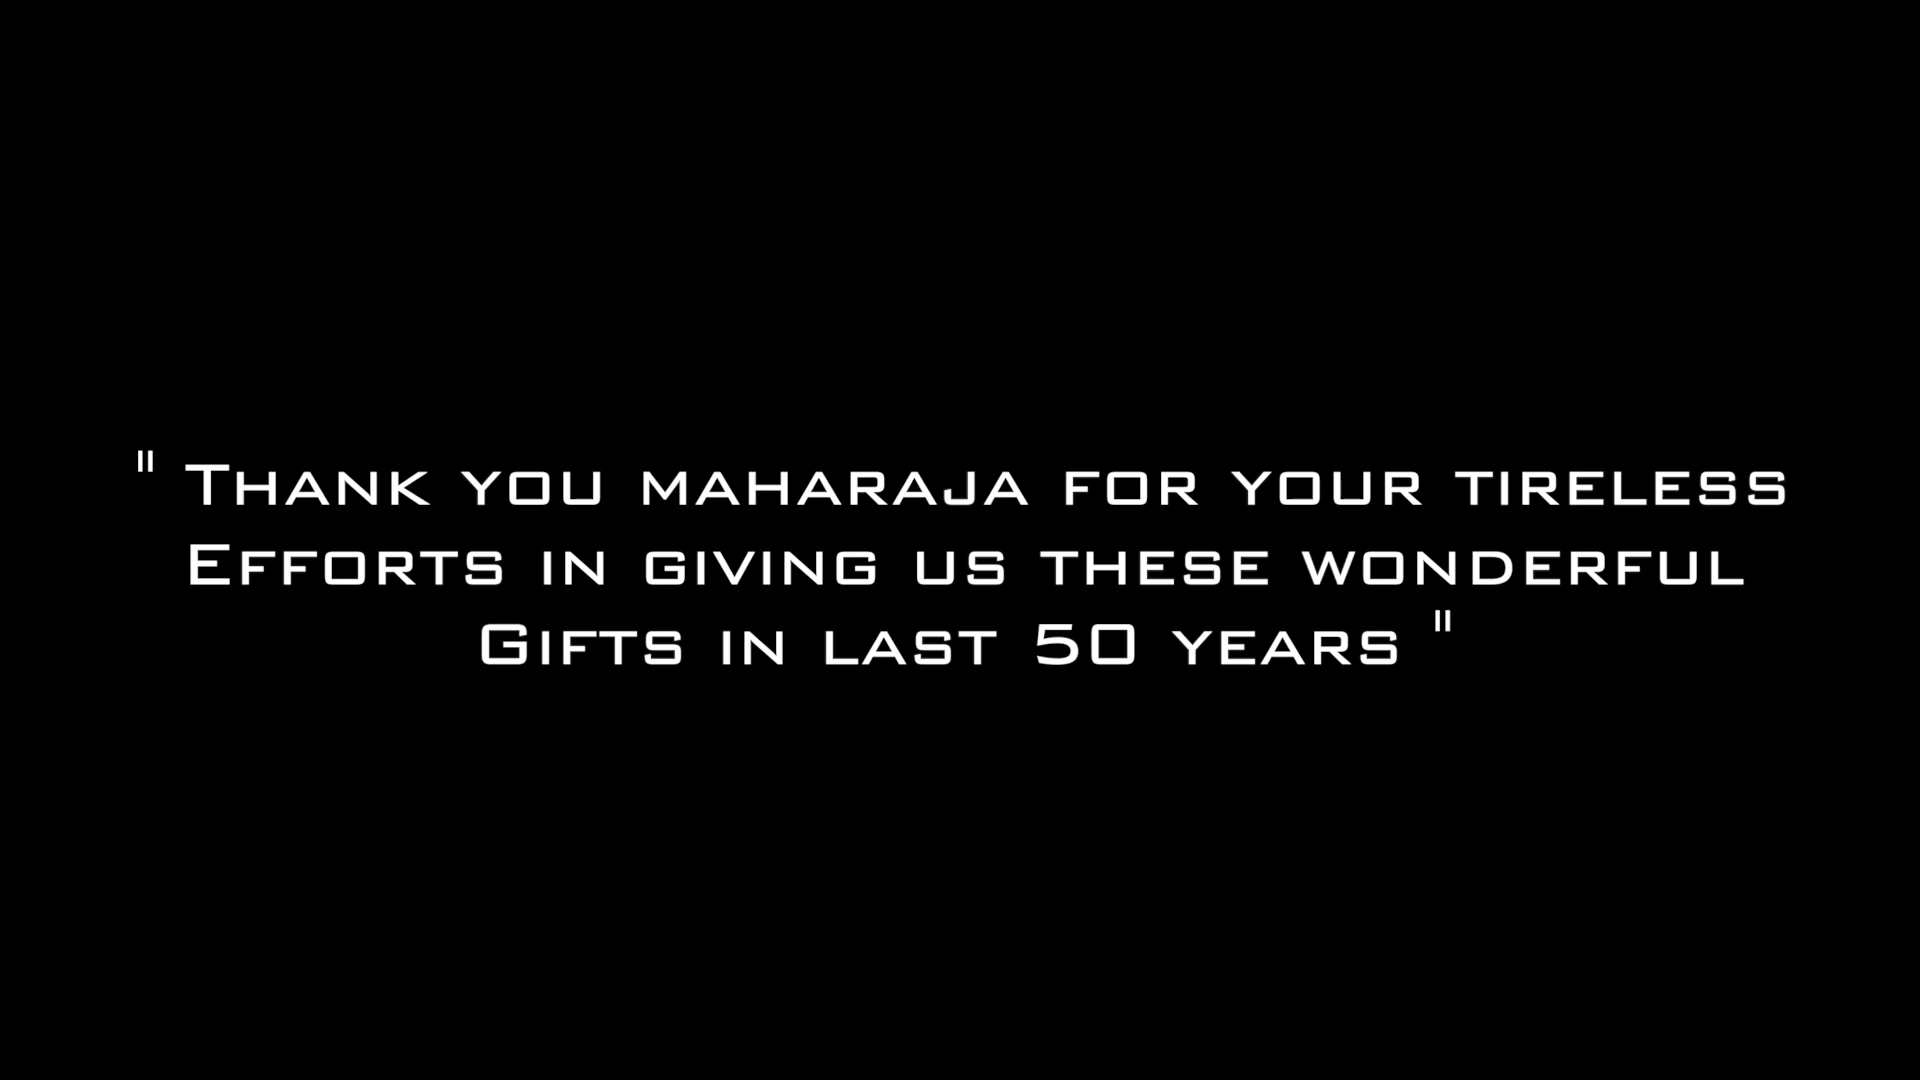 " Thank you maharaja for your tireless
Efforts in giving us these wonderful
Gifts in last 50 years "